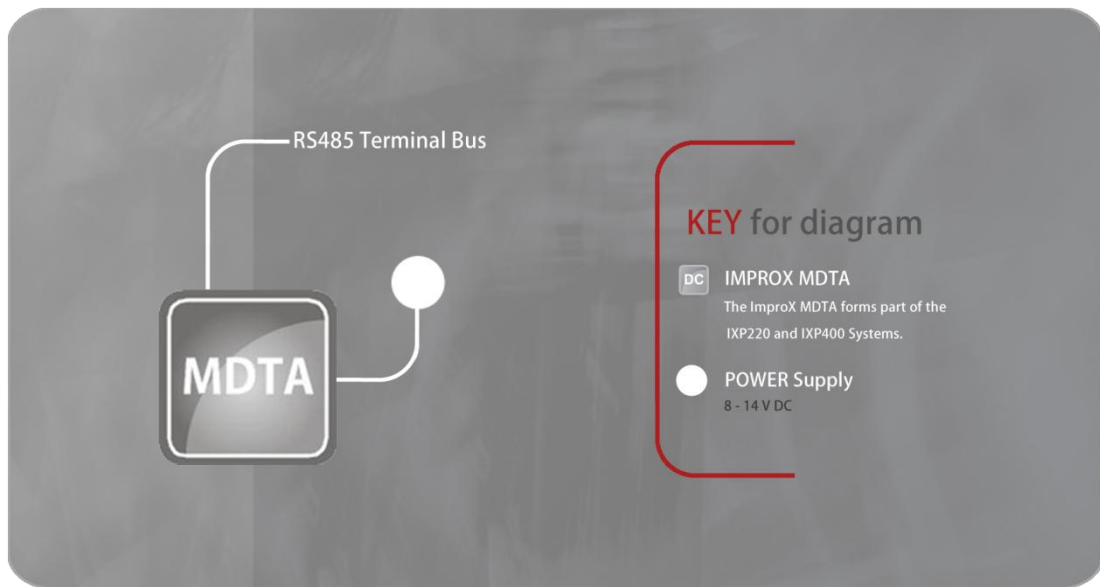 RS485 Terminal Bus
MDTA
KEY for diagram
DC IMPROX MDTA
The ImproX MDTA forms part of the
IXP220 and IXP400 Systems.
POWER Supply
8 - 14 V DC